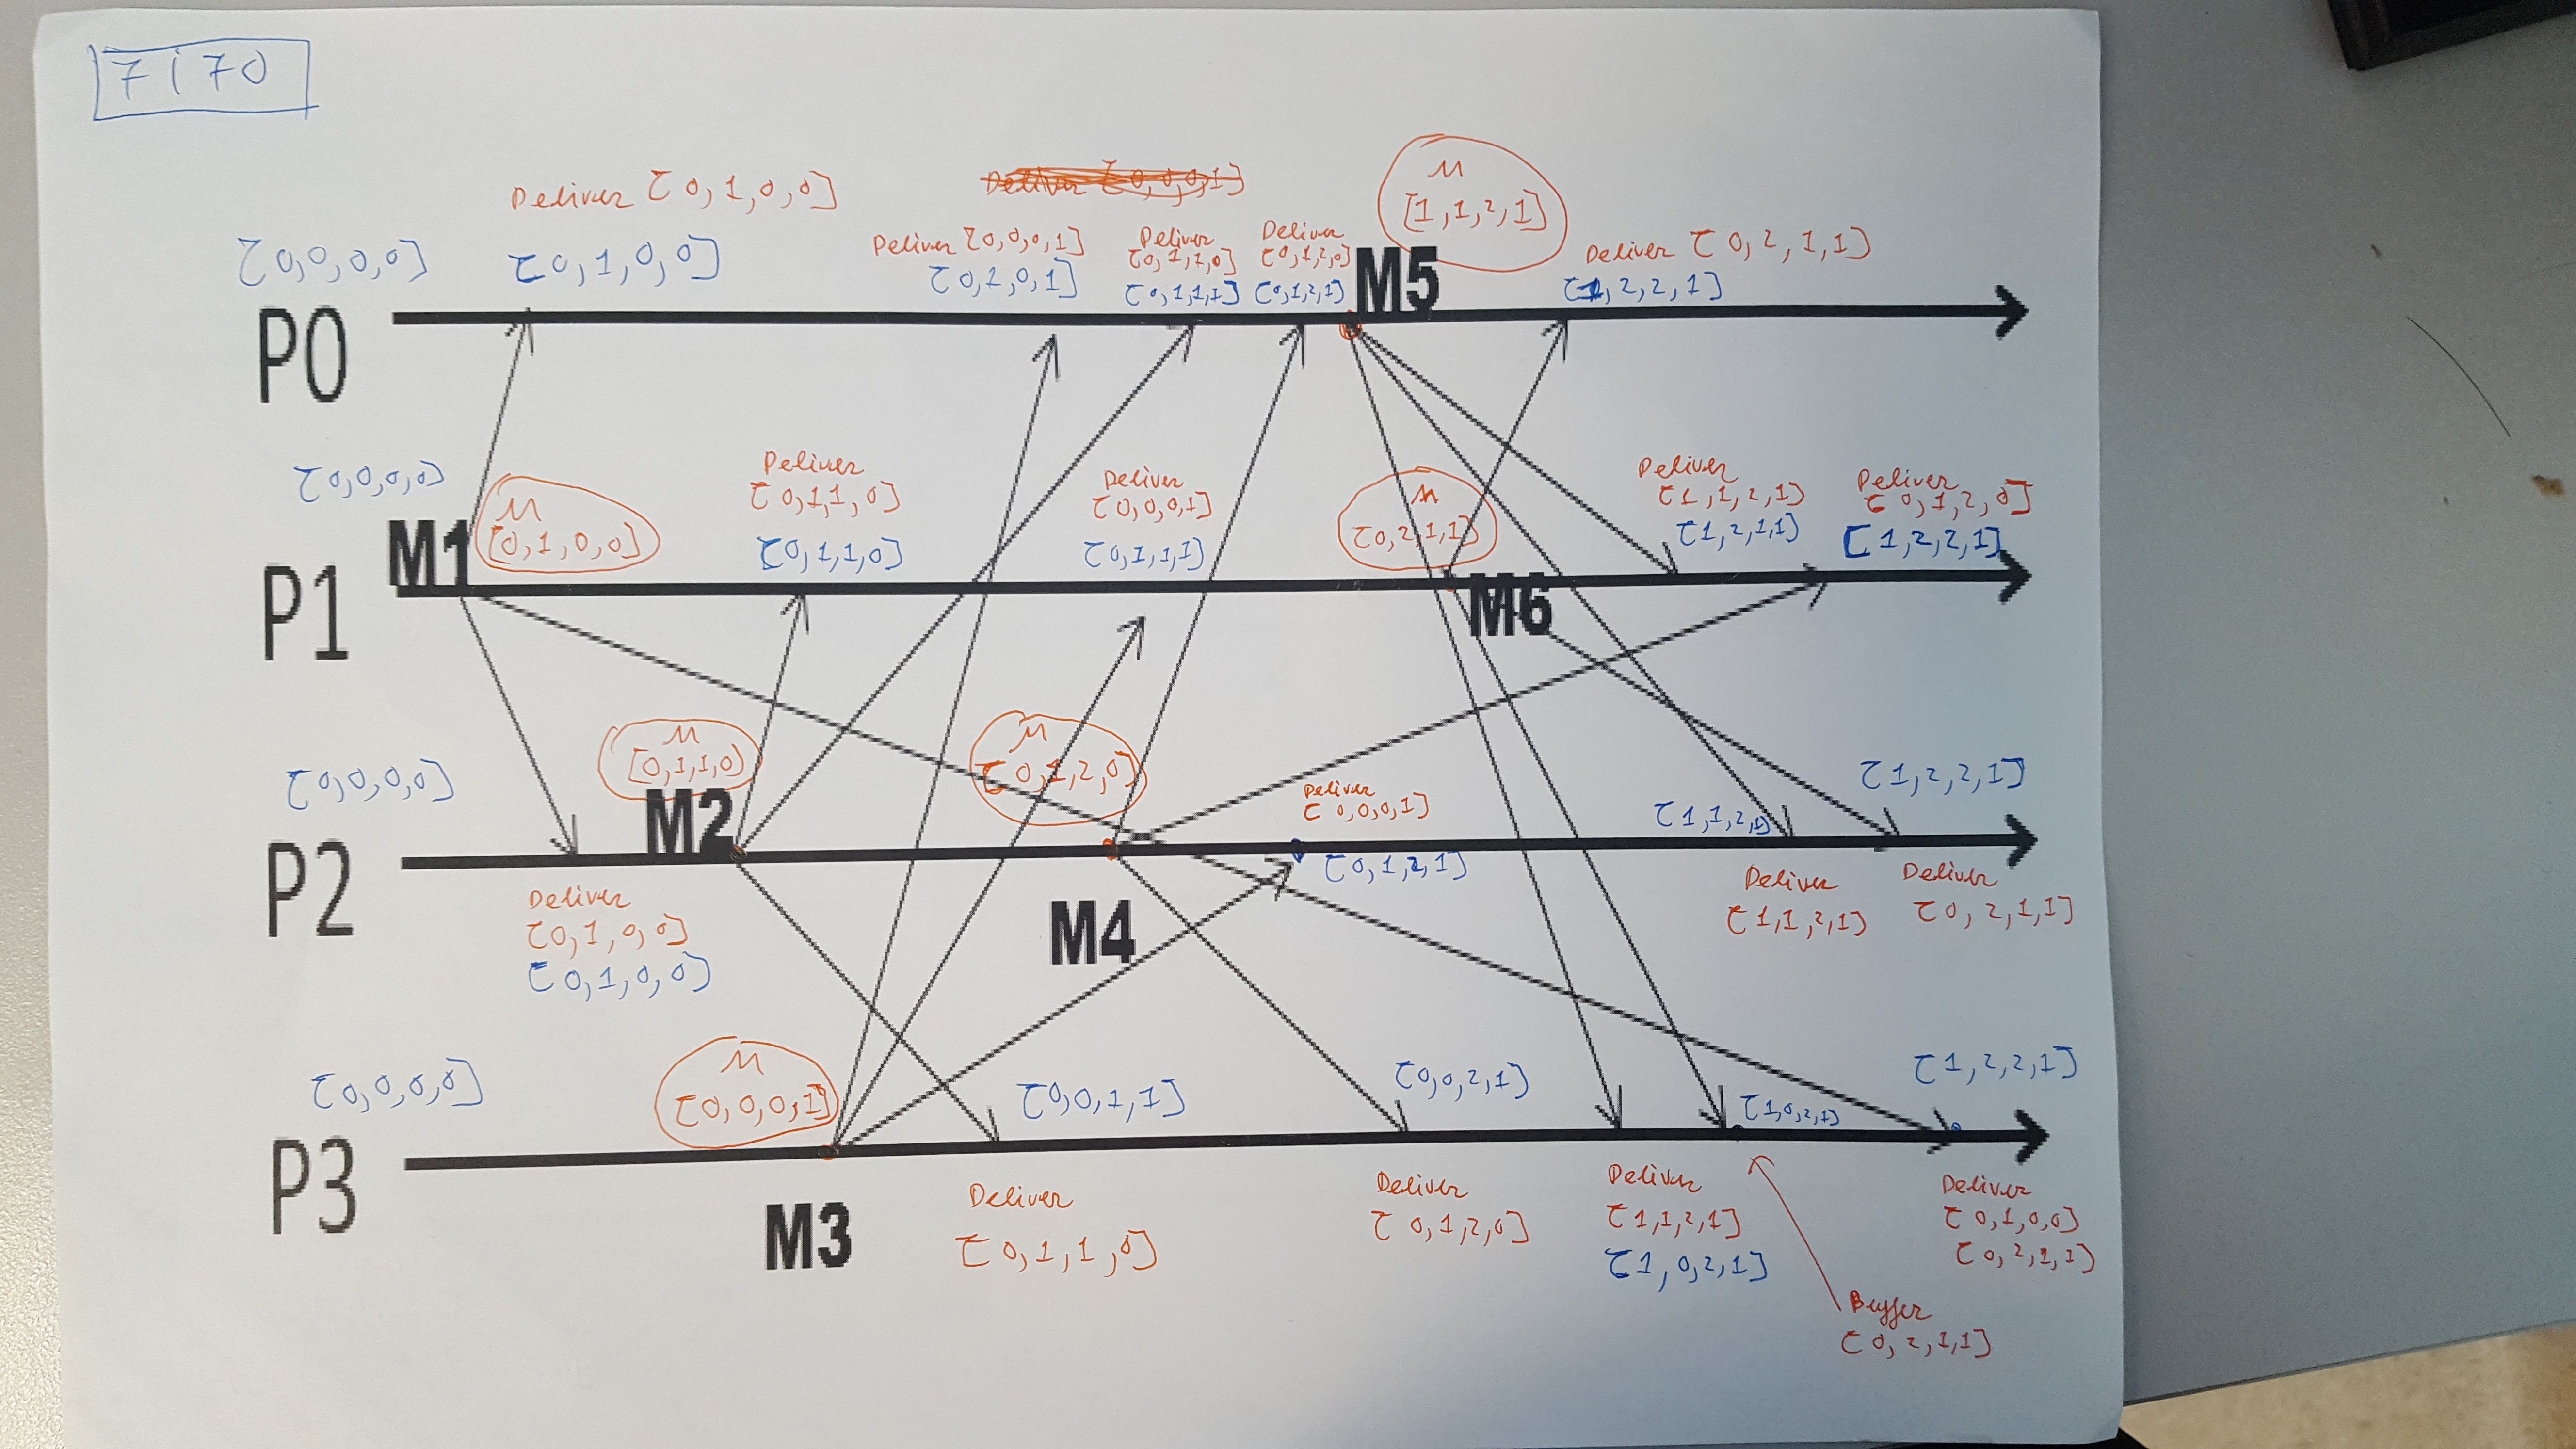 7170
Deliver [0,0,0,1]
Deliver [0,1,0,0]
[0,0,0,0]
[0,1,0,0]
Deliver [0,0,0,1]
[0,1,0,1]
Deliver
[0,1,1,0]
[0,1,1,1]
Deliver
[0,1,2,0]
[0,1,2,1]
M5
M
[1,1,2,1]
Deliver [0,2,1,1]
[1,2,2,1]
P0
[0,0,0,0]
M1
M
[0,1,0,0]
Deliver
[0,1,1,0]
[0,1,1,0]
Deliver
[0,0,0,1]
[0,1,1,1]
M
[0,2,1,1]
M6
Deliver
[1,1,2,1]
[1,2,1,1]
Deliver
[0,1,2,0]
[1,2,2,1]
P1
[0,0,0,0]
M
[0,1,1,0]
M2
M
[0,1,2,0]
Deliver
[0,0,0,1]
[0,1,2,1]
[1,1,2,1]
[1,2,2,1]
P2
Deliver
[0,1,0,0]
[0,1,0,0]
M4
Deliver
[1,1,2,1]
Deliver
[0,2,1,1]
[0,0,0,0]
M
[0,0,0,1]
[0,0,1,1]
[0,0,2,1]
[1,0,2,1]
[1,2,2,1]
P3
M3
Deliver
[0,1,1,0]
Deliver
[0,1,2,0]
Deliver
[1,1,2,1]
[1,0,2,1]
Deliver
[0,1,0,0]
[0,2,1,1]
Buffer
[0,2,1,1]